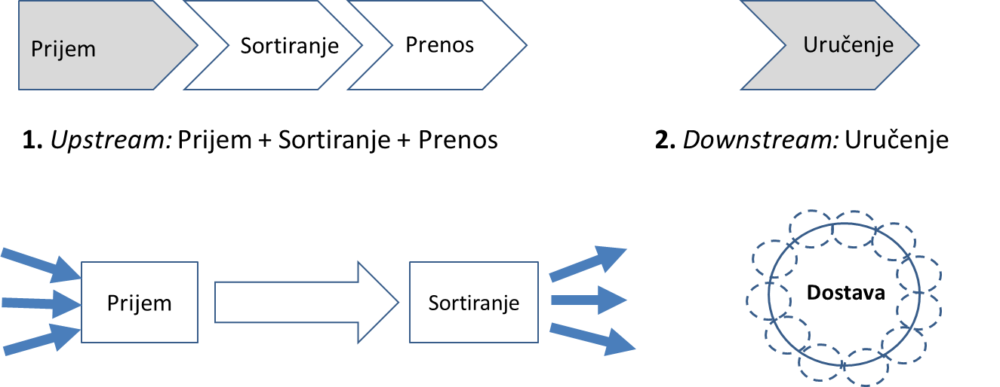 Prijem
Sortiranje
Prenos
Uručenje
1. Upstream: Prijem + Sortiranje + Prenos
2. Downstream: Uručenje
Prijem
Sortiranje
Dostava